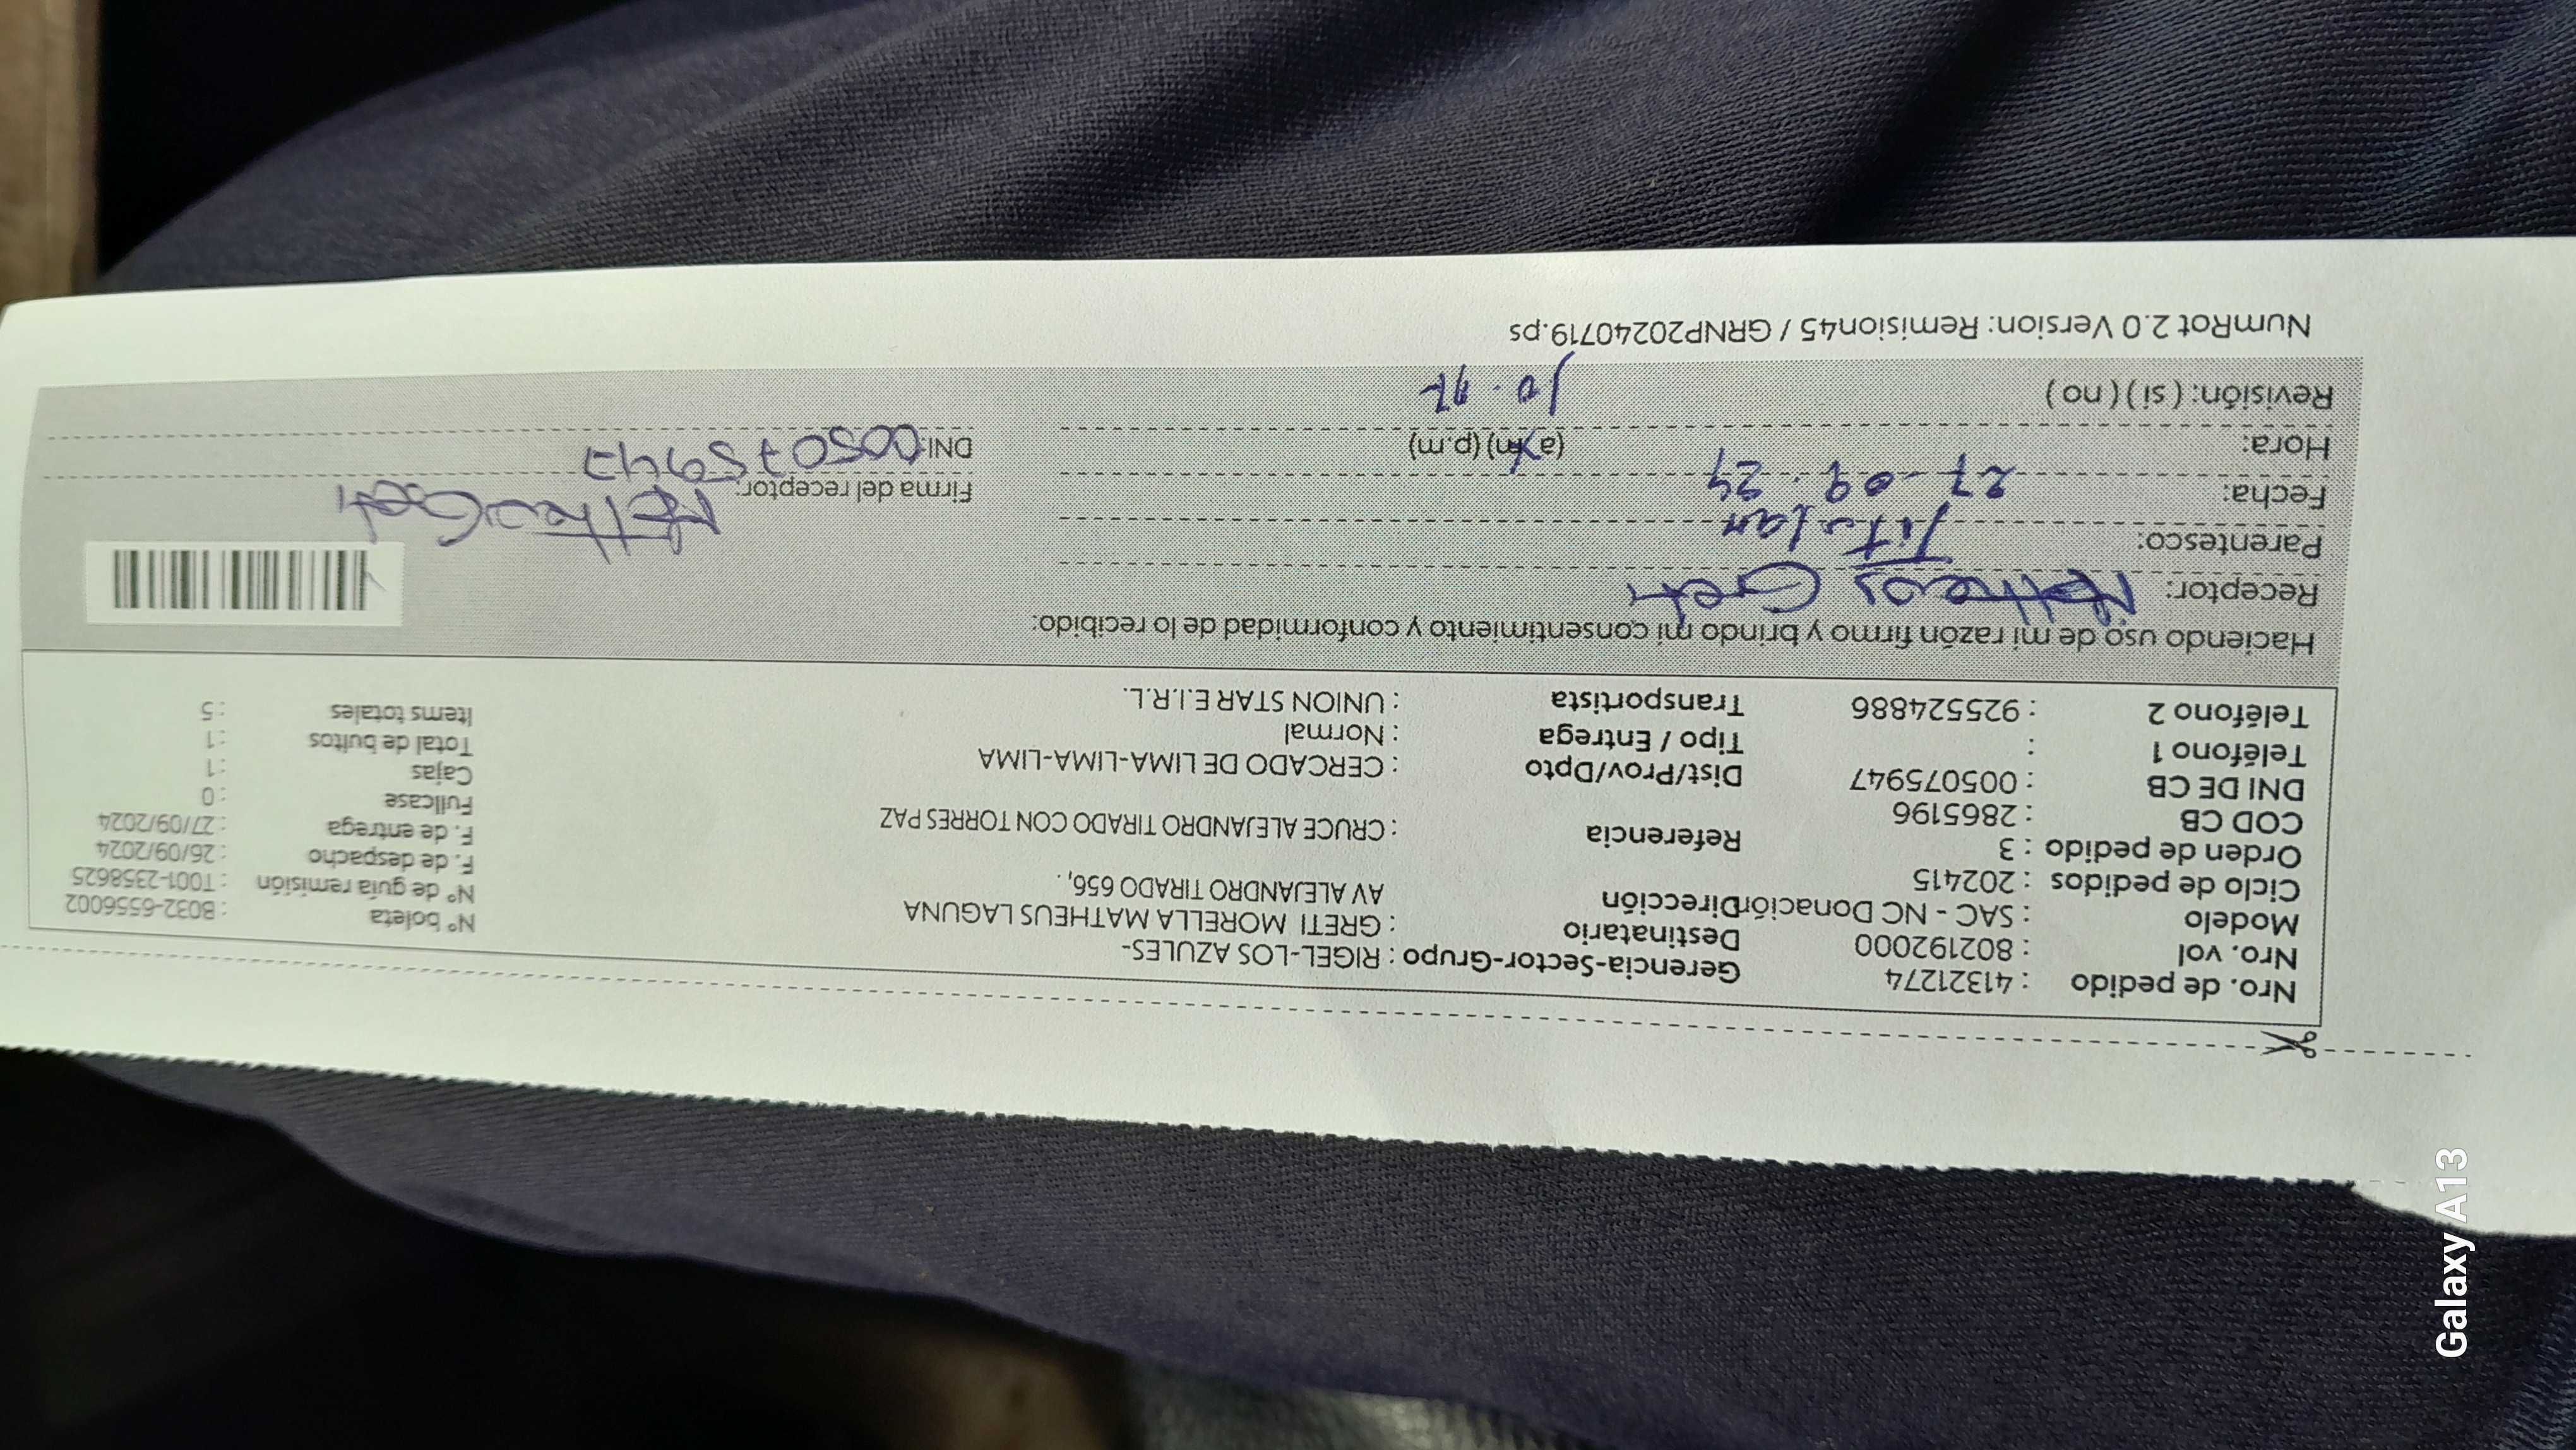 Nro. de pedido : 41321274 Gerencia-Sector-Grupo : RIGEL-LOS AZULES- Nº boleta : B032-6556002
Nro. vol : 802192000 Destinatario : GRETI MORELLA MATHEUS LAGUNA Nº de guía remisión : T001-2358625
Modelo : SAC - NC Donación Dirección AV ALEJANDRO TIRADO 656, . F. de despacho : 26/09/2024
Ciclo de pedidos : 202415 F. de entrega : 27/09/2024
Orden de pedido : 3 Referencia : CRUCE ALEJANDRO TIRADO CON TORRES PAZ Fullcase : 0
COD CB : 2865196 Cajas : 1
DNI DE CB : 005075947 Dist/Prov/Dpto : CERCADO DE LIMA-LIMA-LIMA Total de bultos : 1
Teléfono 1 : Tipo / Entrega : Normal Items totales : 5
Teléfono 2 : 925524886 Transportista : UNION STAR E.I.R.L.
Haciendo uso de mi razón firmo y brindo mi consentimiento y conformidad de lo recibido:
Receptor: Matheus
Parentesco: Titular
Fecha: 27-09-24 Firma del receptor:
Hora: (a.m) (p.m) DNI: 005075947
Revisión: ( si ) ( no )
NumRot 2.0 Version: Remision45 / GRNP20240719.ps
Galaxy A13